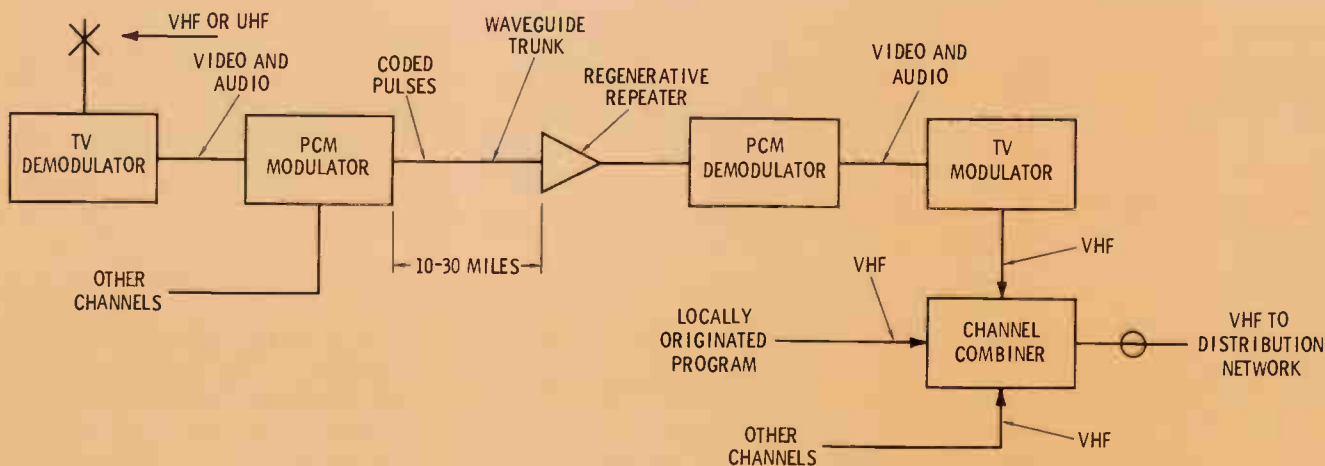 VHF OR UHF
VIDEO AND
AUDIO
CODED
PULSES
WAVEGUIDE
TRUNK
REGENERATIVE
REPEATER
VIDEO AND
AUDIO
TV
DEMODULATOR
PCM
MODULATOR
PCM
DEMODULATOR
TV
MODULATOR
10-30 MILES
OTHER
CHANNELS
VHF
VHF
LOCALLY
ORIGINATED
PROGRAM
CHANNEL
COMBINER
VHF TO
DISTRIBUTION
NETWORK
OTHER
CHANNELS
VHF